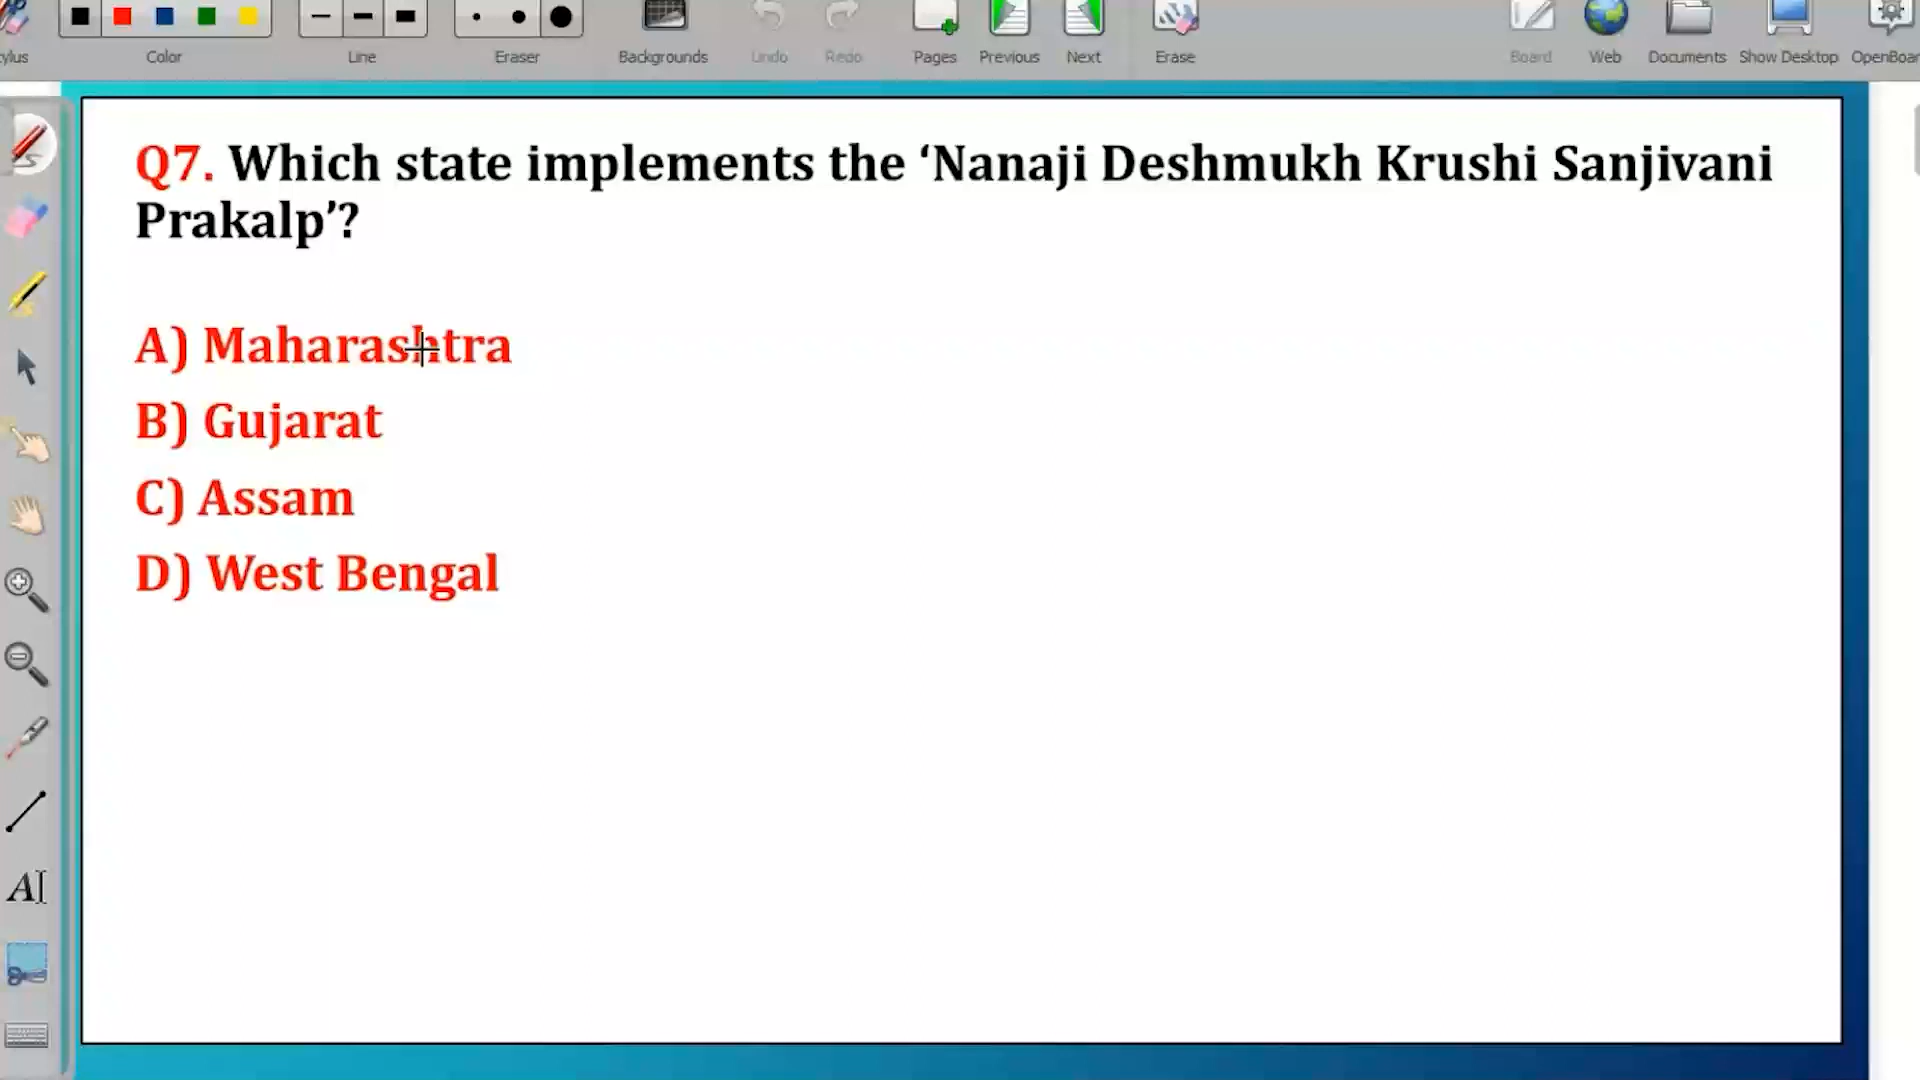 Color
Line
Eraser
Backgrounds
Undo
Redo
Pages
Previous
Next
Erase
Board
Web
Documents
Show Desktop
Q7. Which state implements the ‘Nanaji Deshmukh Krushi Sanjivani
Prakalp’?
A) Maharashtra
B) Gujarat
C) Assam
D) West Bengal